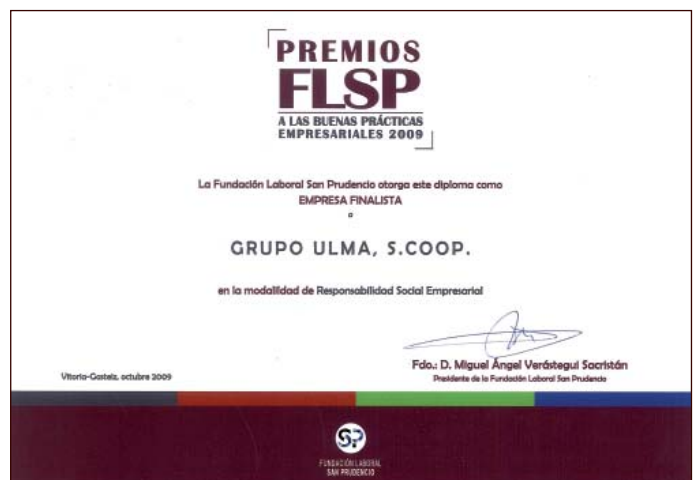 PREMIOS
FLSP
A LAS BUENAS PRÁCTICAS
EMPRESARIALES 2009
La Fundación Laboral San Prudencio otorga este diploma como
EMPRESA FINALISTA
a
GRUPO ULMA, S.COOP.
en la modalidad de Responsabilidad Social Empresarial
Fdo.: D. Miguel Ángel Verástegui Sacristán
Presidente de la Fundación Laboral San Prudencio
Vitoria-Gasteiz, octubre 2009
SP
FUNDACIÓN LABORAL
SAN PRUDENCIO